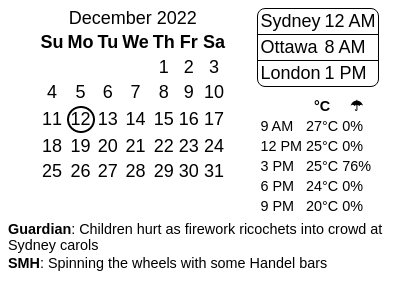 December 2022
Su Mo Tu We Th Fr Sa
1 2 3
4 5 6 7 8 9 10
11 12 13 14 15 16 17
18 19 20 21 22 23 24
25 26 27 28 29 30 31
Sydney 12 AM
Ottawa 8 AM
London 1 PM
°C ☂
9 AM 27°C 0%
12 PM 25°C 0%
3 PM 25°C 76%
6 PM 24°C 0%
9 PM 20°C 0%
Guardian: Children hurt as firework ricochets into crowd at
Sydney carols
SMH: Spinning the wheels with some Handel bars